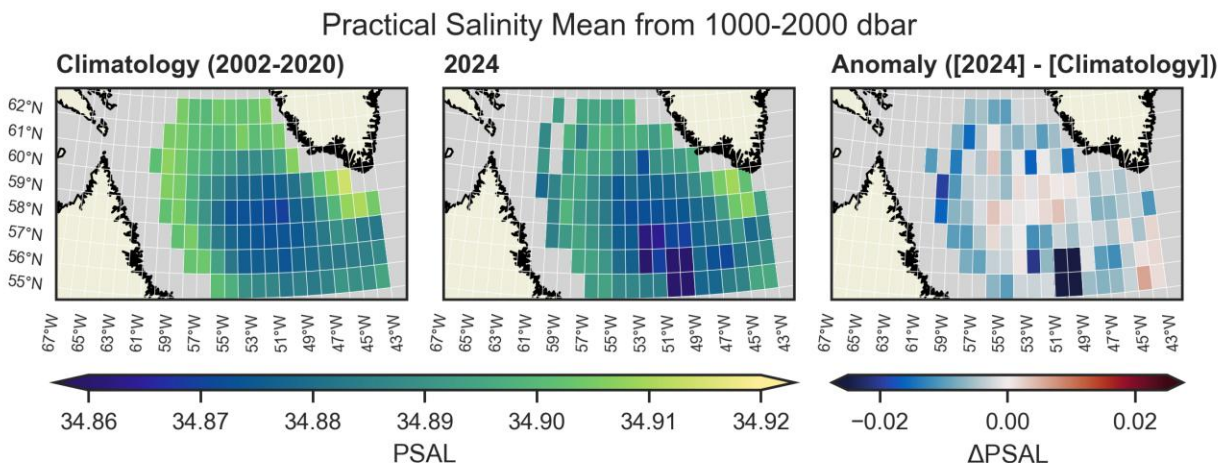 Practical Salinity Mean from 1000-2000 dbar
Climatology (2002-2020)
2024
Anomaly ([2024] - [Climatology])
62°N
61°N
60°N
59°N
58°N
57°N
56°N
55°N
67°W 65°W 63°W 61°W 59°W 57°W 55°W 53°W 51°W 49°W 47°W 45°W 43°W
67°W 65°W 63°W 61°W 59°W 57°W 55°W 53°W 51°W 49°W 47°W 45°W 43°W
67°W 65°W 63°W 61°W 59°W 57°W 55°W 53°W 51°W 49°W 47°W 45°W 43°W
34.86 34.87 34.88 34.89 34.90 34.91 34.92
PSAL
−0.02 0.00 0.02
ΔPSAL